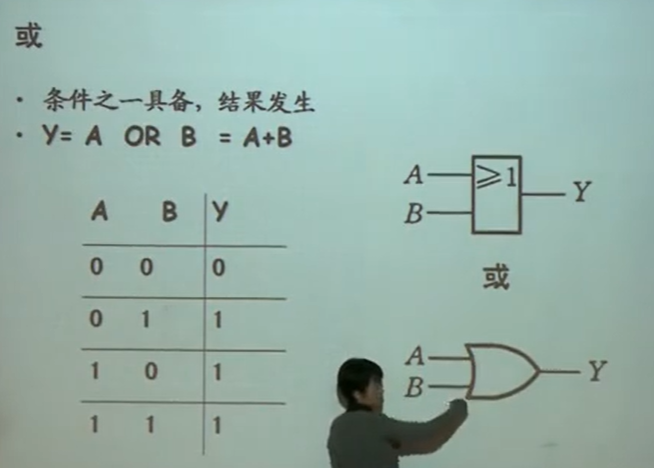 或
· 条件之一具备，结果发生
· Y= A OR B = A+B
A B Y
0 0 0
0 1 1
1 0 1
1 1 1
A ≥1 Y
B
或
A Y
B